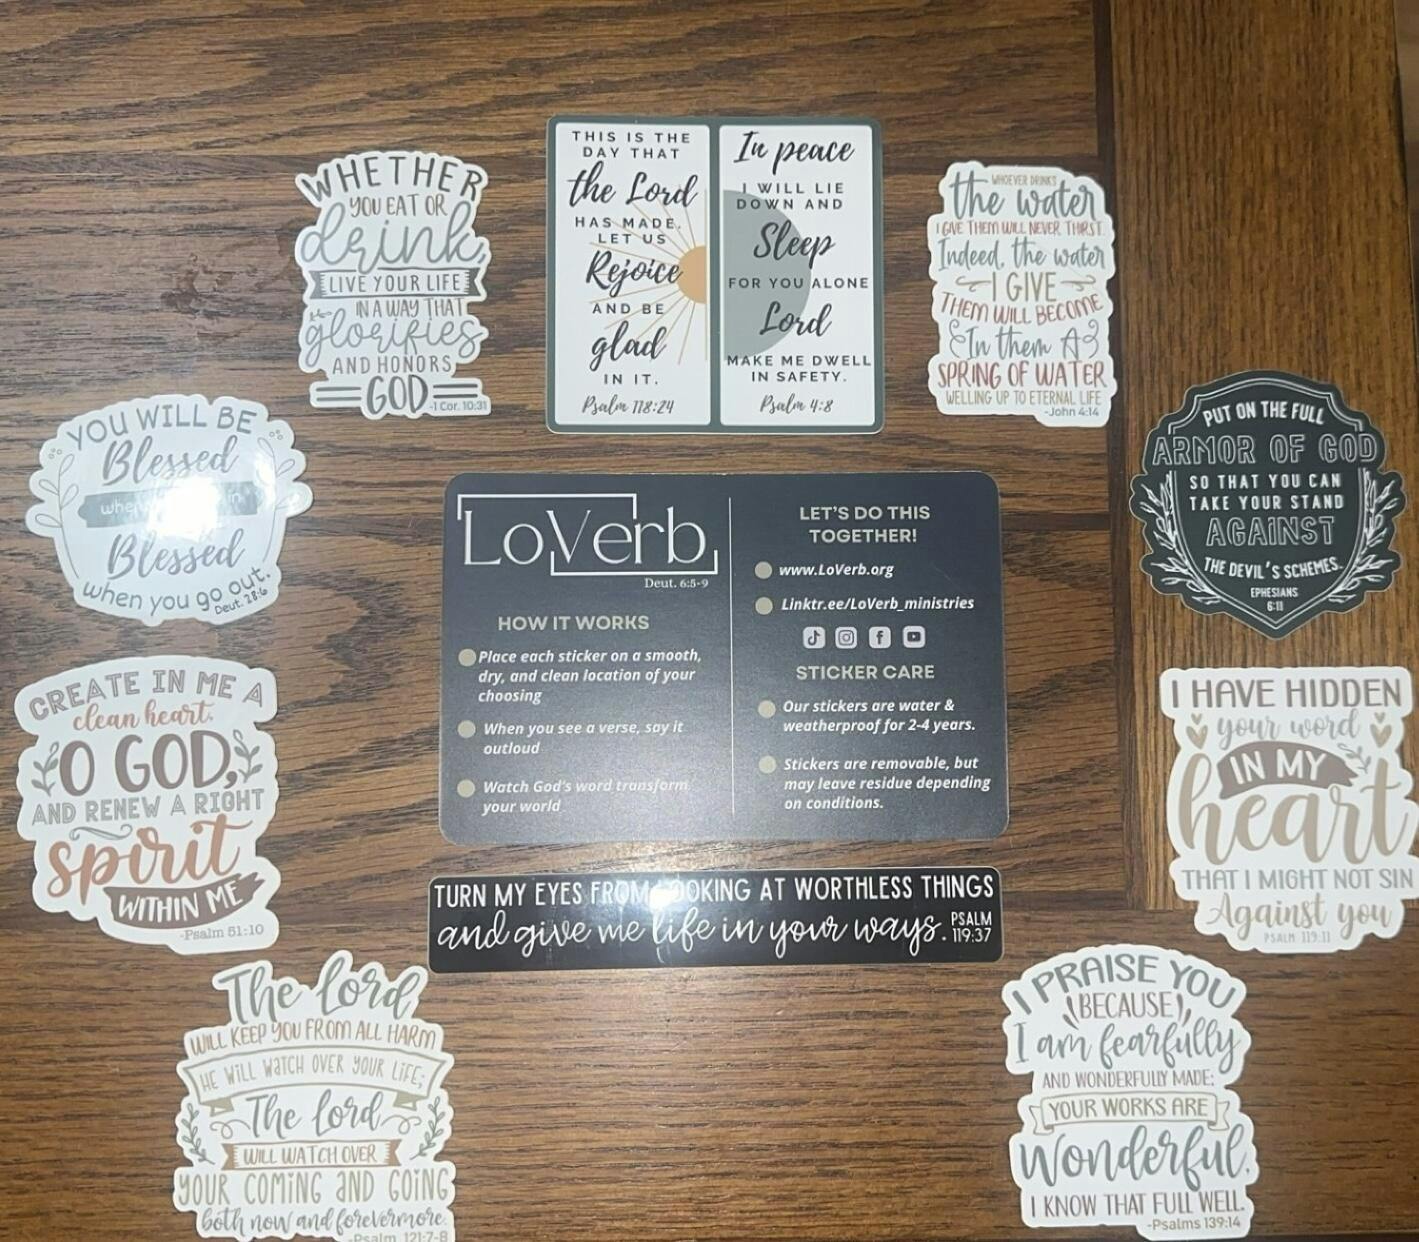 WHETHER
YOU EAT OR
drink,
LIVE YOUR LIFE
IN A WAY THAT
glorifies
AND HONORS
GOD
-1 Cor. 10:31
THIS IS THE
DAY THAT
the Lord
HAS MADE.
LET US
Rejoice
AND BE
glad
IN IT.
Psalm 118:24
In peace
I WILL LIE
DOWN AND
Sleep
FOR YOU ALONE
Lord
MAKE ME DWELL
IN SAFETY.
Psalm 4:8
WHOEVER DRINKS
the water
I GIVE THEM WILL NEVER THIRST.
Indeed, the water
I GIVE
THEM WILL BECOME
In them A
SPRING OF WATER
WELLING UP TO ETERNAL LIFE
-John 4:14
YOU WILL BE
Blessed
when in
Blessed
when you go out.
Deut. 28:6
LoVerb
Deut. 6:5-9
HOW IT WORKS
Place each sticker on a smooth,
dry, and clean location of your
choosing
When you see a verse, say it
outloud
Watch God's word transform
your world
LET'S DO THIS
TOGETHER!
www.LoVerb.org
Linktr.ee/LoVerb_ministries
STICKER CARE
Our stickers are water &
weatherproof for 2-4 years.
Stickers are removable, but
may leave residue depending
on conditions.
PUT ON THE FULL
ARMOR OF GOD
SO THAT YOU CAN
TAKE YOUR STAND
AGAINST
THE DEVIL'S SCHEMES.
EPHESIANS
6:11
CREATE IN ME A
clean heart,
O GOD,
AND RENEW A RIGHT
spirit
WITHIN ME
-Psalm 51:10
I HAVE HIDDEN
your word
IN MY
heart
THAT I MIGHT NOT SIN
Against you
PSALM 119:11
TURN MY EYES FROM LOOKING AT WORTHLESS THINGS
and give me life in your ways.
PSALM
119:37
The Lord
WILL KEEP YOU FROM ALL HARM
HE WILL WATCH OVER YOUR LIFE;
The Lord
WILL WATCH OVER
YOUR COMING AND GOING
both now and forevermore.
-Psalm 121:7-8
I PRAISE YOU
BECAUSE
I am fearfully
AND WONDERFULLY MADE;
YOUR WORKS ARE
Wonderful,
I KNOW THAT FULL WELL.
-Psalms 139:14